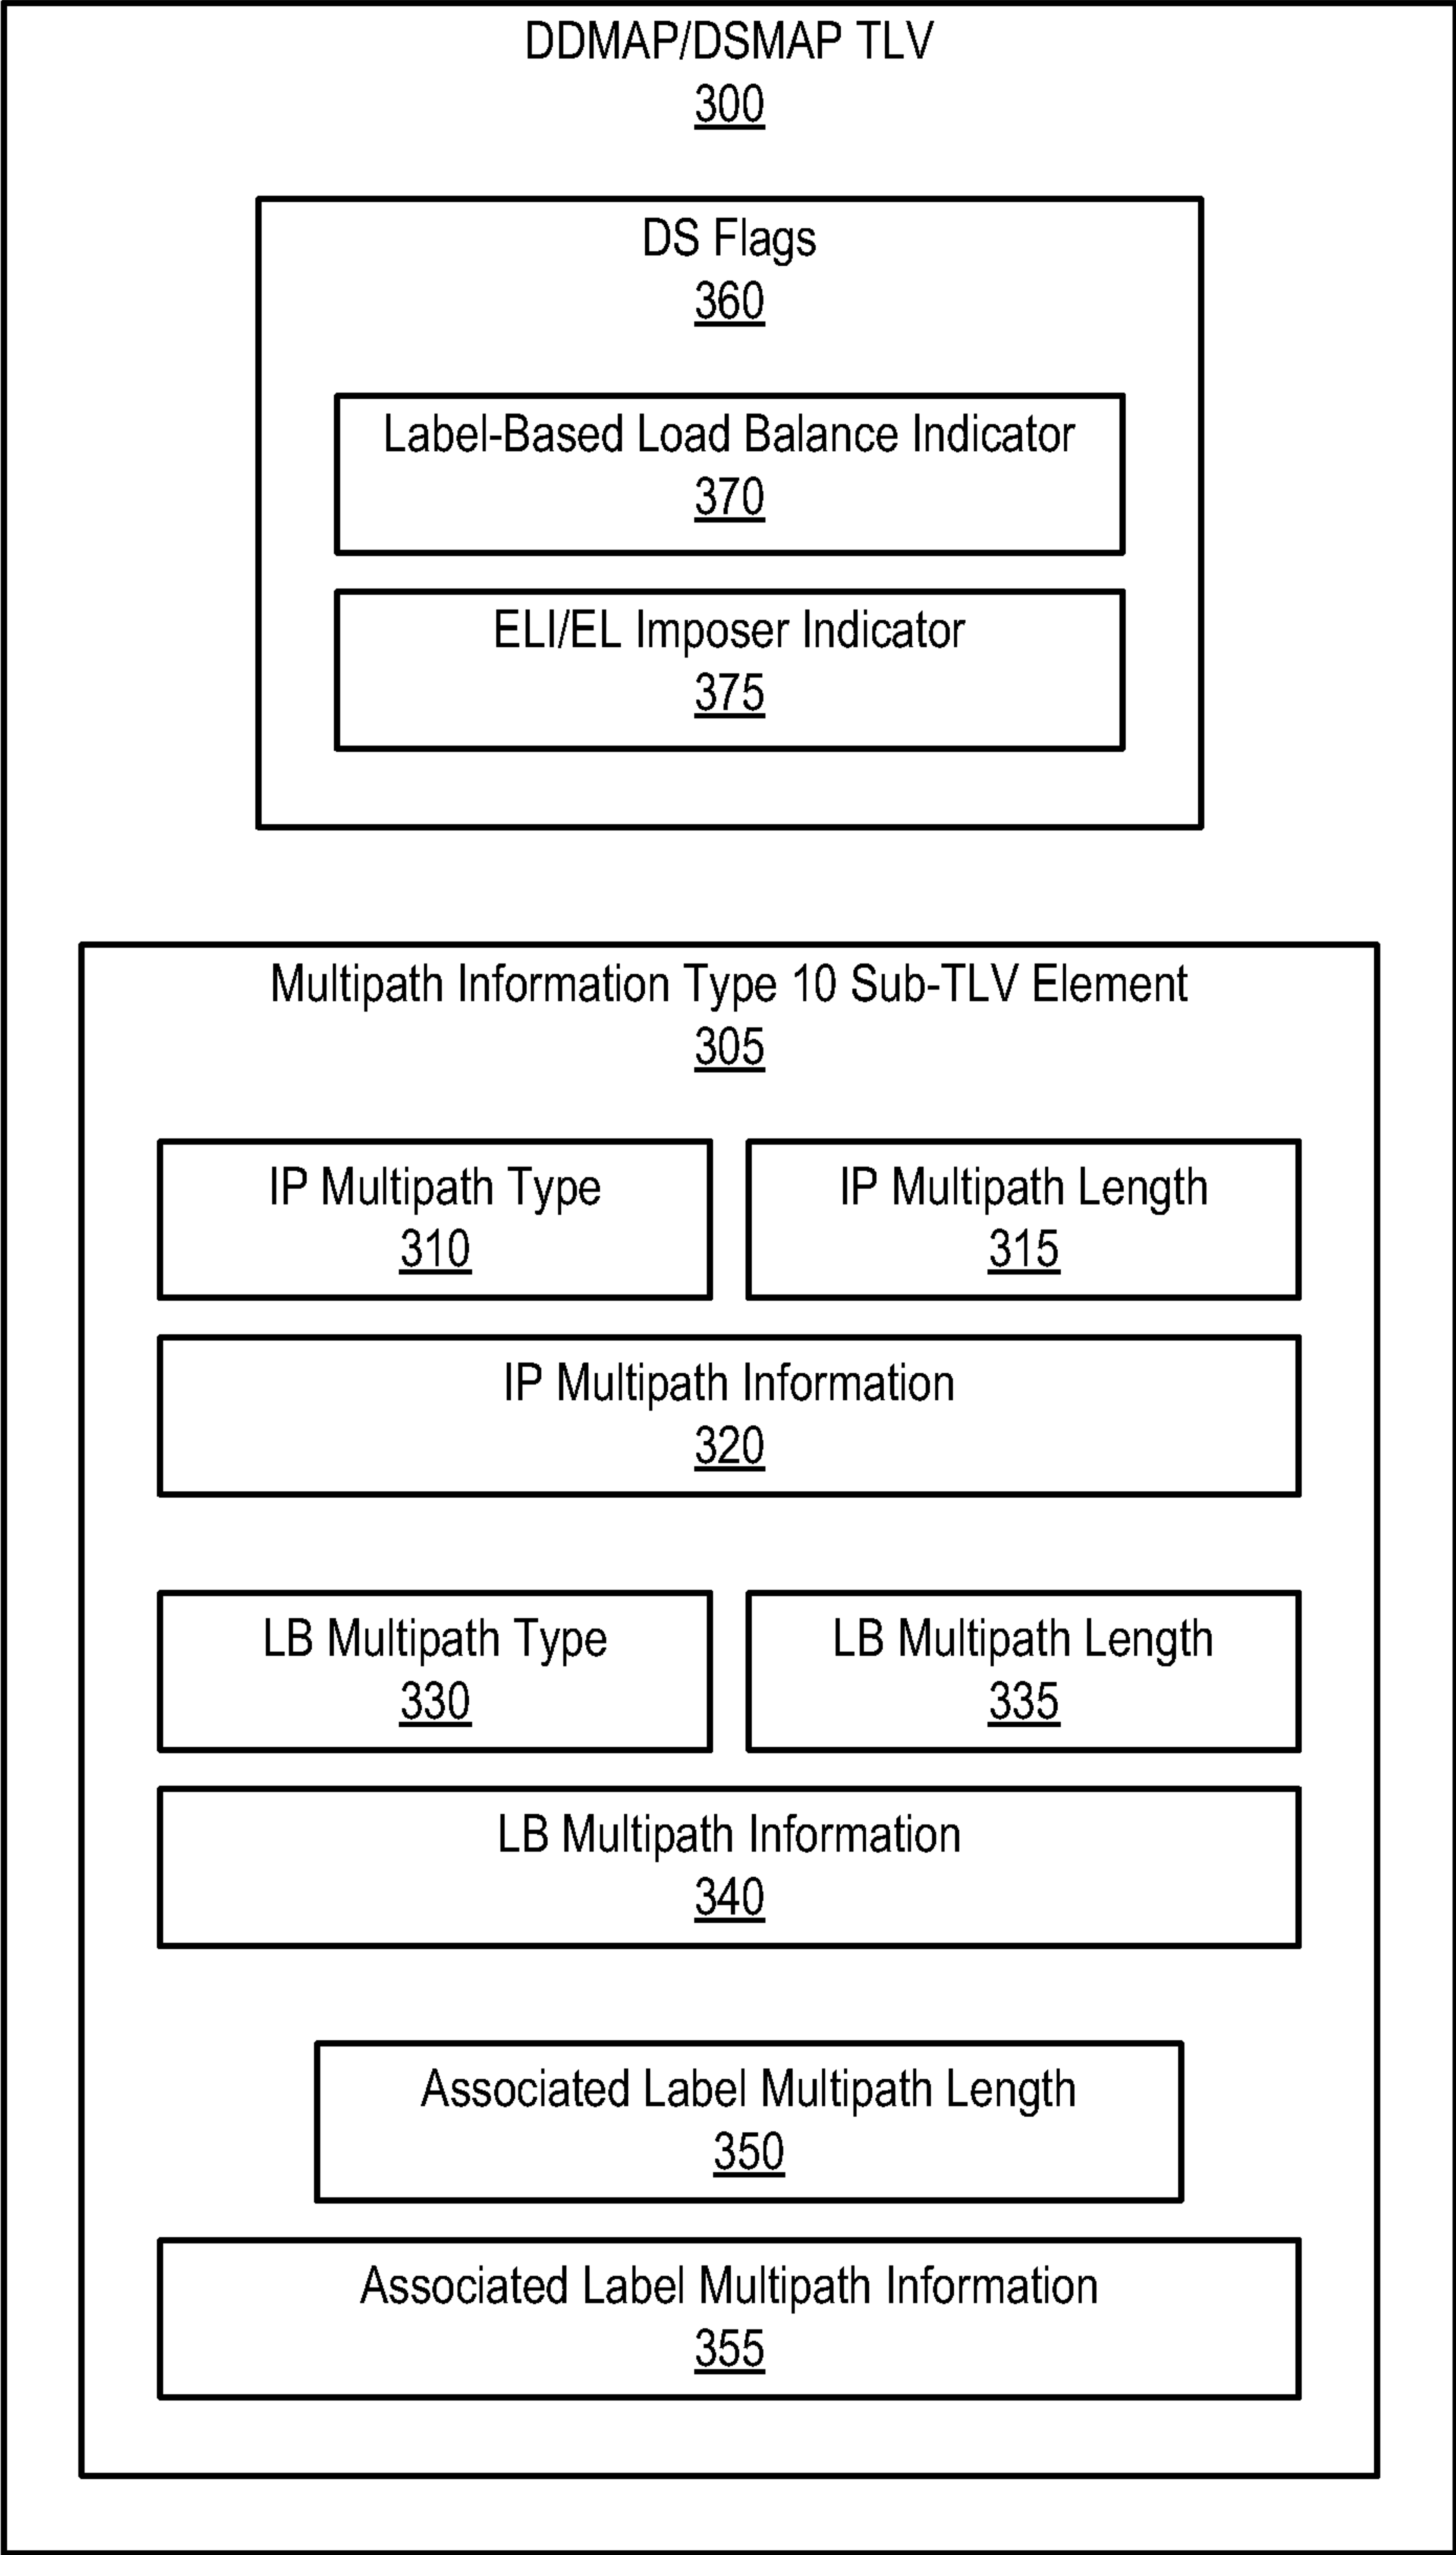 DDMAP/DSMAP TLV
300
DS Flags
360
Label-Based Load Balance Indicator
370
ELI/EL Imposer Indicator
375
Multipath Information Type 10 Sub-TLV Element
305
IP Multipath Type
310
IP Multipath Length
315
IP Multipath Information
320
LB Multipath Type
330
LB Multipath Length
335
LB Multipath Information
340
Associated Label Multipath Length
350
Associated Label Multipath Information
355